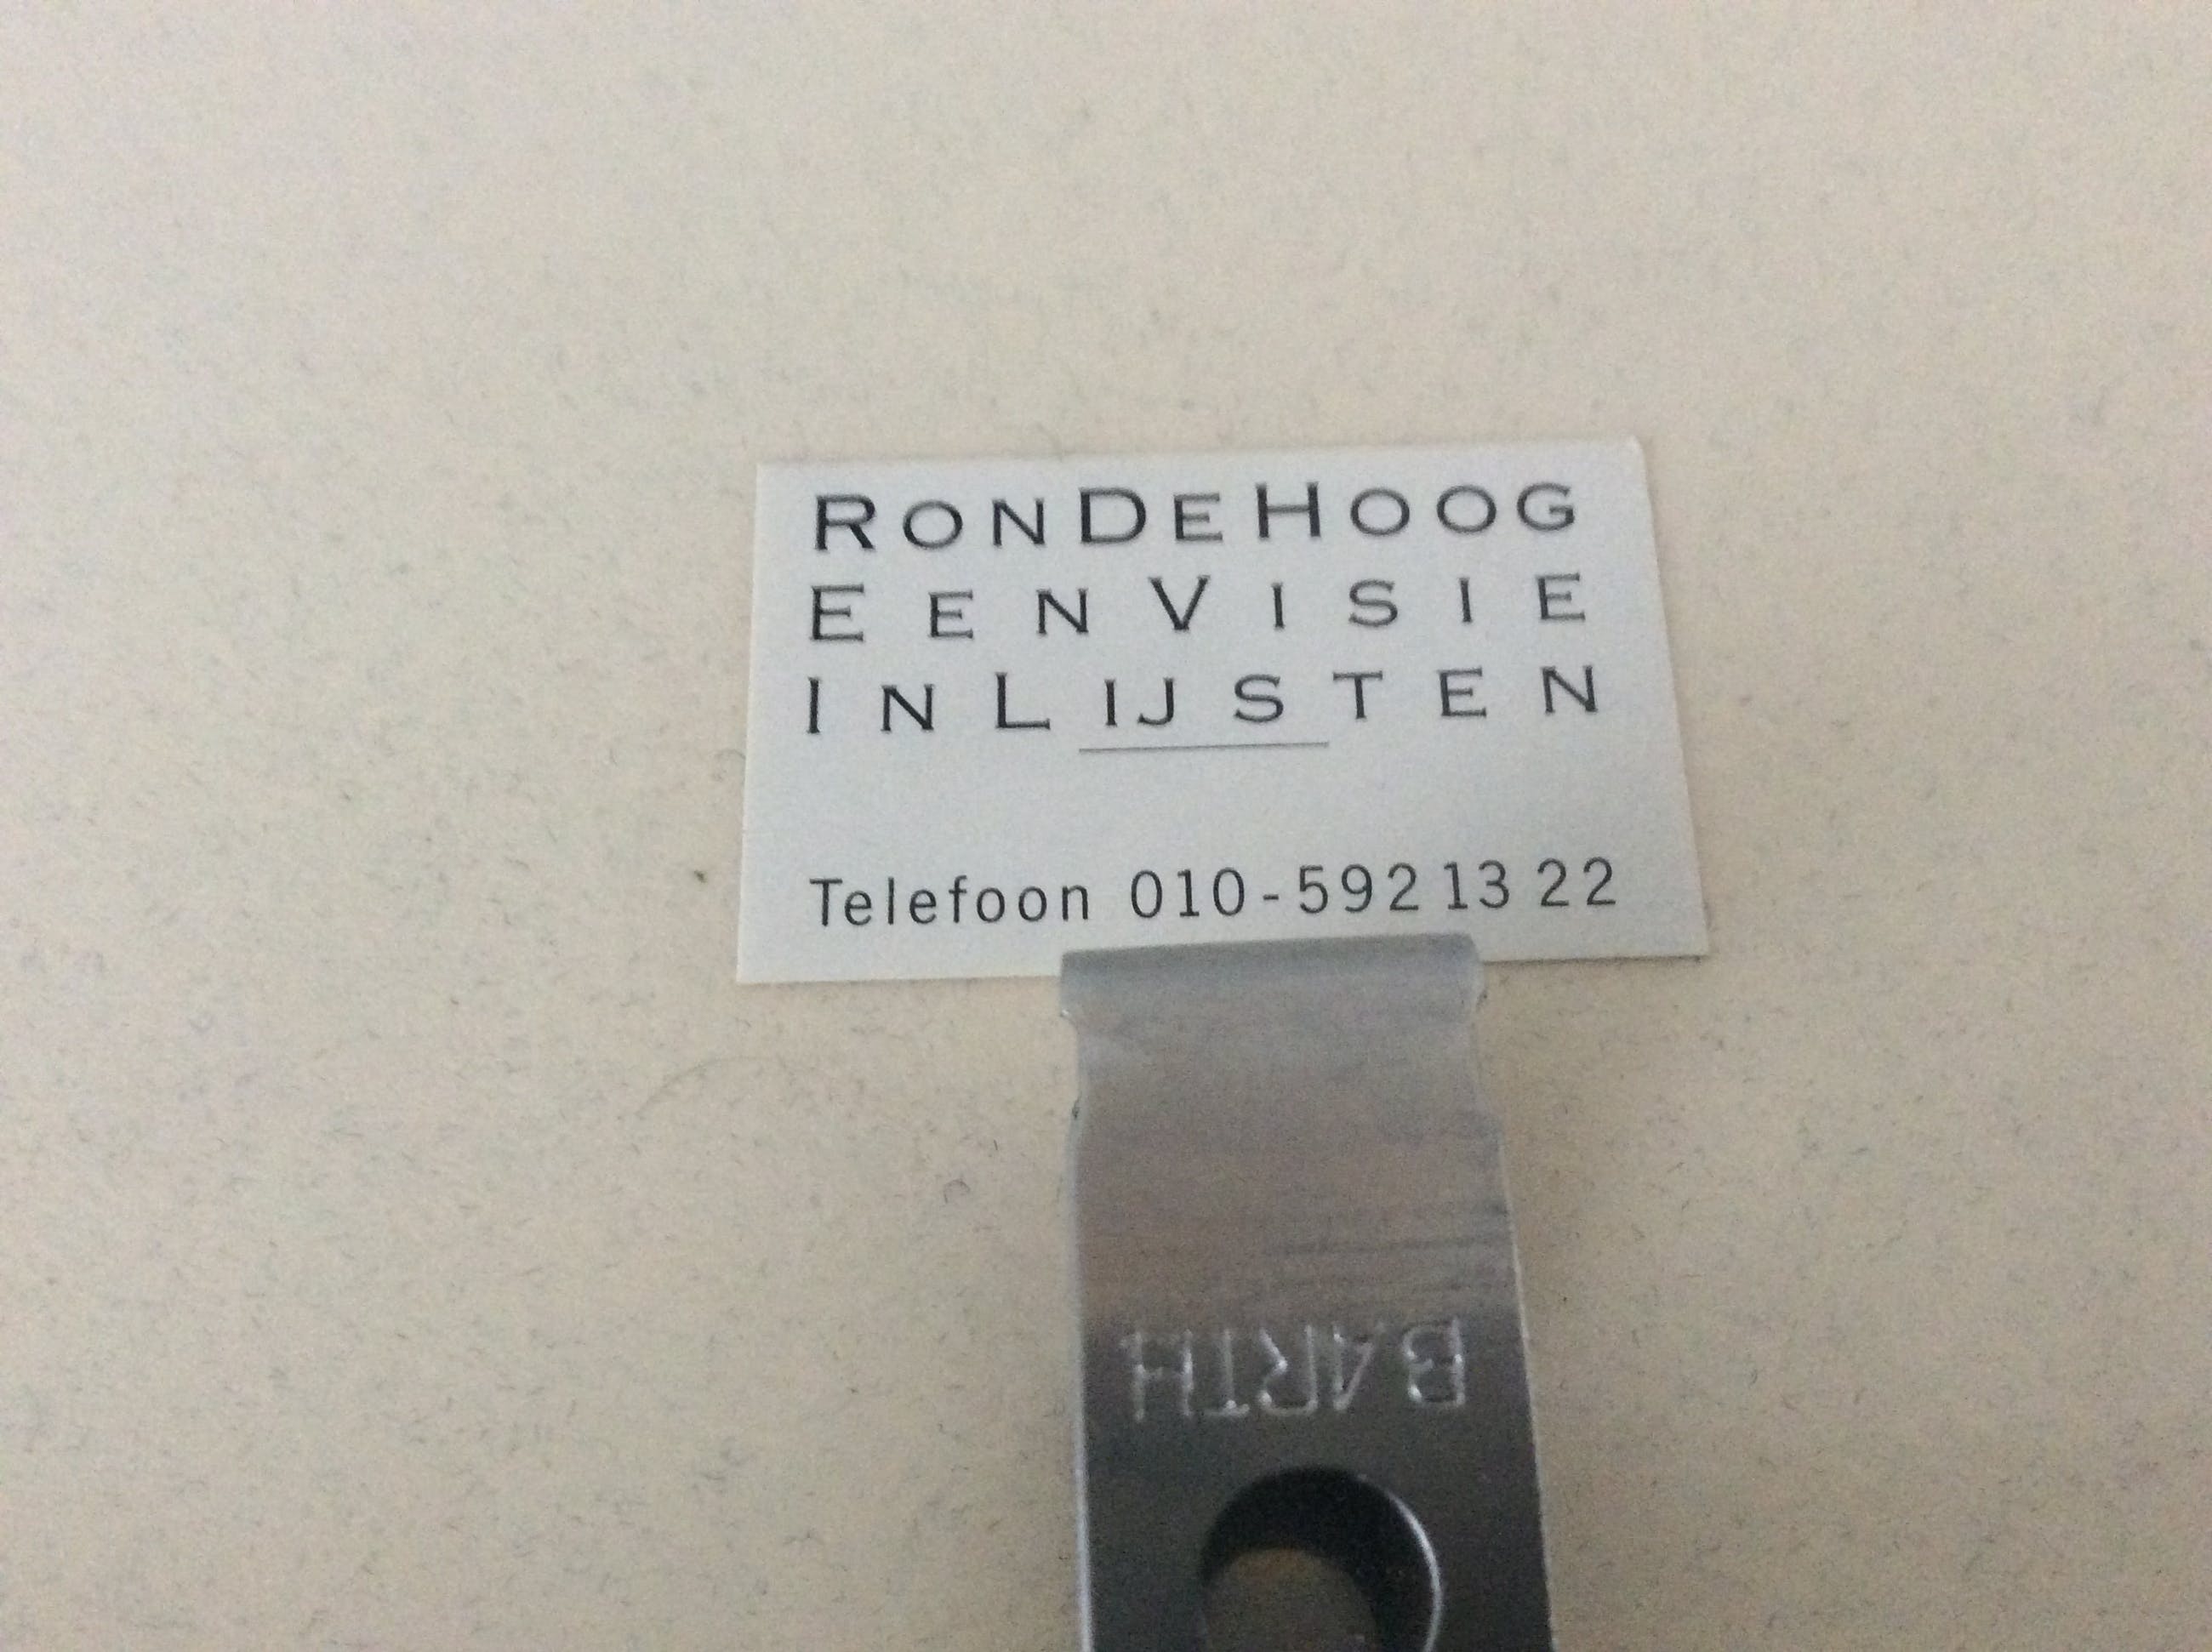 RONDEHOOG
EENVISIE
INLIJSTEN
Telefoon 010-592 13 22
BARTH